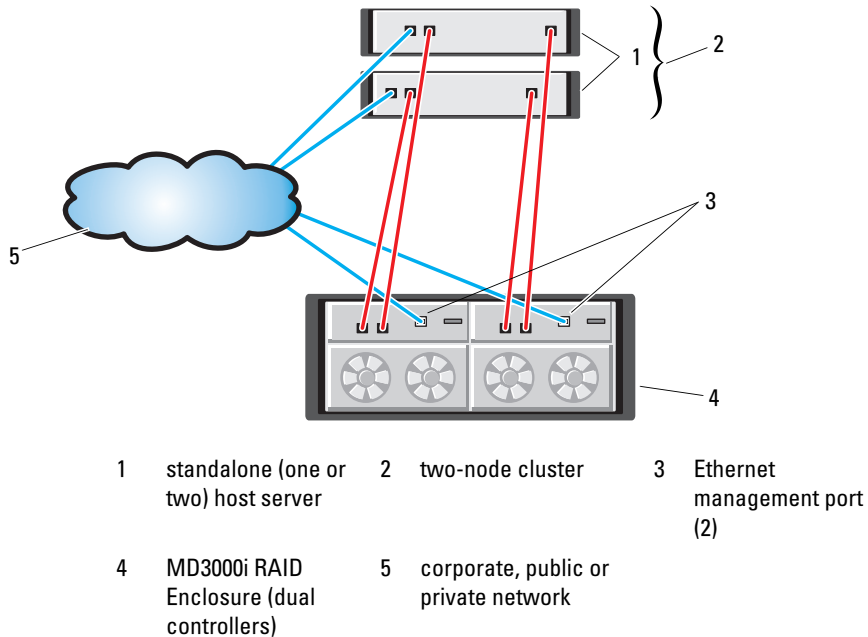 1
2
3
5
4
1 standalone (one or two) host server
2 two-node cluster
3 Ethernet management port (2)
4 MD3000i RAID Enclosure (dual controllers)
5 corporate, public or private network